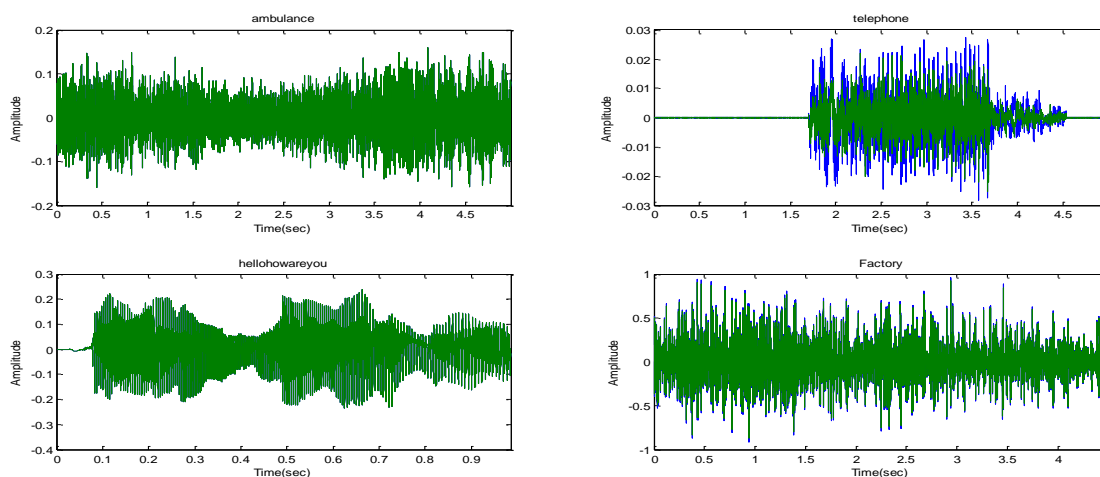 ambulance
0.2
0.1
0
-0.1
-0.2
Amplitude
0 0.5 1 1.5 2 2.5 3 3.5 4 4.5
Time(sec)
telephone
0.03
0.02
0.01
0
-0.01
-0.02
-0.03
Amplitude
0 0.5 1 1.5 2 2.5 3 3.5 4 4.5
Time(sec)
hellohowareyou
0.3
0.2
0.1
0
-0.1
-0.2
-0.3
-0.4
Amplitude
0 0.1 0.2 0.3 0.4 0.5 0.6 0.7 0.8 0.9
Time(sec)
Factory
1
0.5
0
-0.5
-1
Amplitude
0 0.5 1 1.5 2 2.5 3 3.5 4
Time(sec)